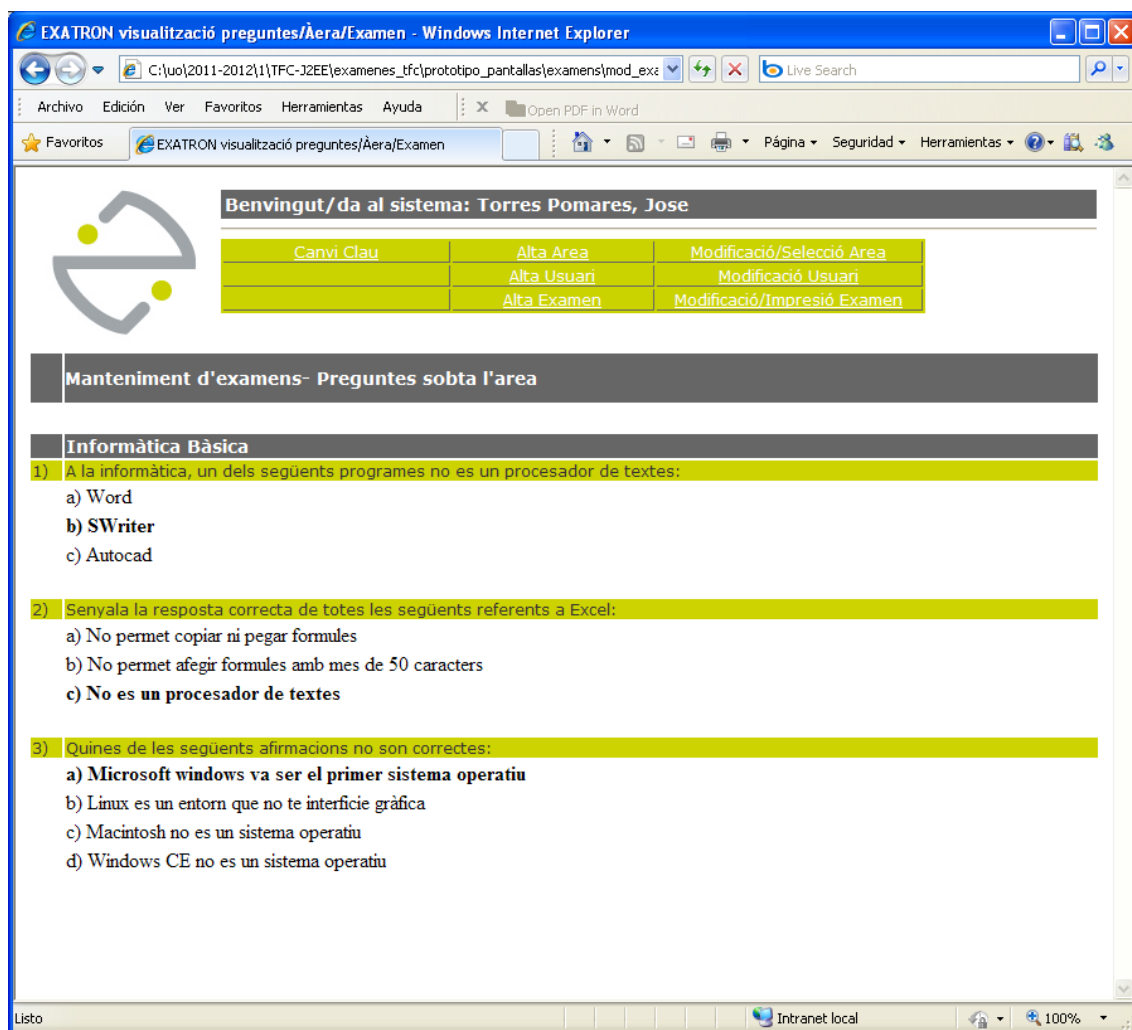 EXATRON visualització preguntes/Àera/Examen - Windows Internet Explorer
C:\uo\2011-2012\1\TFC-J2EE\examenes_tfc\prototipo_pantallas\examens\mod_exa
Live Search
Archivo Edición Ver Favoritos Herramientas Ayuda X Open PDF in Word
Favoritos EXATRON visualització preguntes/Àera/Examen Página Seguridad Herramientas
Benvingut/da al sistema: Torres Pomares, Jose
Canvi Clau Alta Area Modificació/Selecció Area
Alta Usuari Modificació Usuari
Alta Examen Modificació/Impresió Examen
Manteniment d'examens- Preguntes sobta l'area
Informàtica Bàsica
1) A la informàtica, un dels següents programes no es un procesador de textes:
a) Word
b) SWriter
c) Autocad
2) Senyala la resposta correcta de totes les següents referents a Excel:
a) No permet copiar ni pegar formules
b) No permet afegir formules amb mes de 50 caracters
c) No es un procesador de textes
3) Quines de les següents afirmacions no son correctes:
a) Microsoft windows va ser el primer sistema operatiu
b) Linux es un entorn que no te interficie gràfica
c) Macintosh no es un sistema operatiu
d) Windows CE no es un sistema operatiu
Listo Intranet local 100%